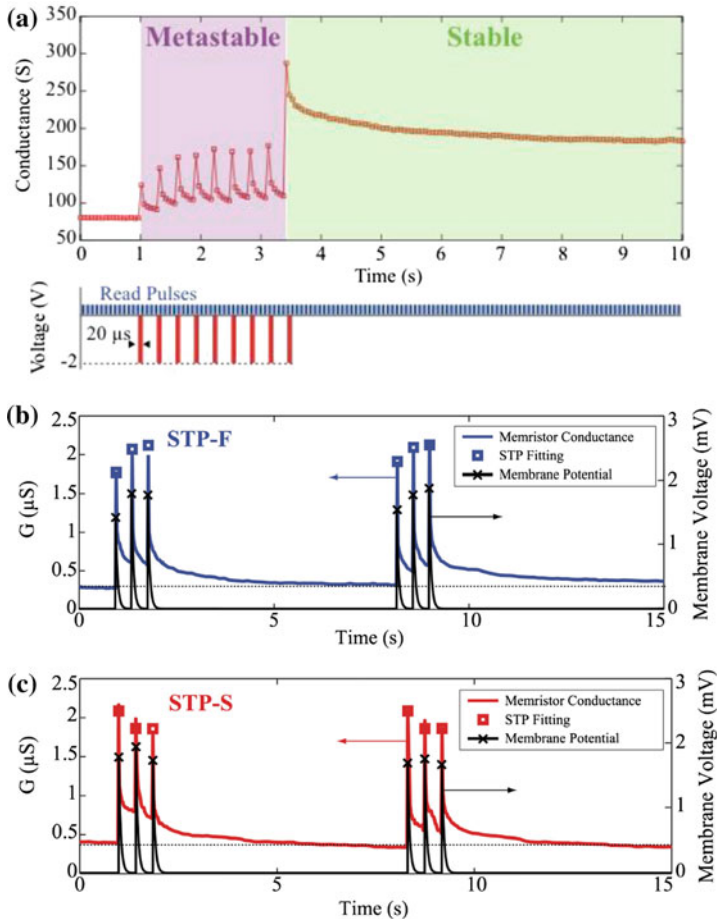 (a)
350
300
250
200
150
100
50
Conductance (S)
Metastable
Stable
0 1 2 3 4 5 6 7 8 9 10
Time (s)
Voltage (V)
Read Pulses
20 µs
-2
(b)
2.5
2
1.5
1
0.5
0
G (µS)
STP-F
Memristor Conductance
STP Fitting
Membrane Potential
3
2
1
0
Membrane Voltage (mV)
0 5 10 15
Time (s)
(c)
2.5
2
1.5
1
0.5
0
G (µS)
STP-S
Memristor Conductance
STP Fitting
Membrane Potential
3
2
1
0
Membrane Voltage (mV)
0 5 10 15
Time (s)